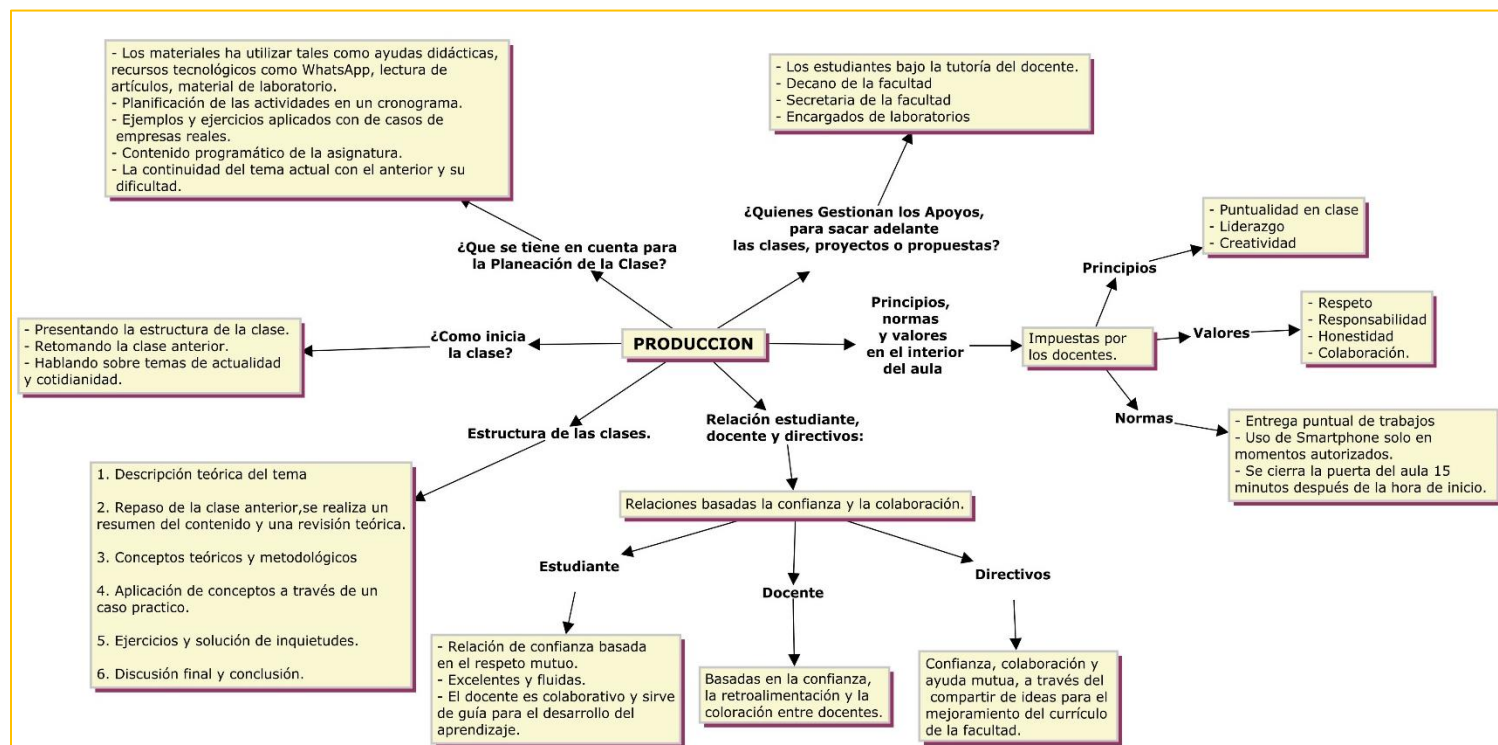 - Los materiales ha utilizar tales como ayudas didácticas,
recursos tecnológicos como WhatsApp, lectura de
artículos, material de laboratorio.
- Planificación de las actividades en un cronograma.
- Ejemplos y ejercicios aplicados con de casos de
empresas reales.
- Contenido programático de la asignatura.
- La continuidad del tema actual con el anterior y su
dificultad.
- Los estudiantes bajo la tutoría del docente.
- Decano de la facultad
- Secretaria de la facultad
- Encargados de laboratorios
¿Que se tiene en cuenta para
la Planeación de la Clase?
¿Quienes Gestionan los Apoyos,
para sacar adelante
las clases, proyectos o propuestas?
- Puntualidad en clase
- Liderazgo
- Creatividad
Principios
- Presentando la estructura de la clase.
- Retomando la clase anterior.
- Hablando sobre temas de actualidad
y cotidianidad.
¿Como inicia
la clase?
PRODUCCION
Principios,
normas
y valores
en el interior
del aula
Impuestas por
los docentes.
Valores
- Respeto
- Responsabilidad
- Honestidad
- Colaboración.
Normas
- Entrega puntual de trabajos
- Uso de Smartphone solo en
momentos autorizados.
- Se cierra la puerta del aula 15
minutos después de la hora de inicio.
Estructura de las clases.
Relación estudiante,
docente y directivos:
1. Descripción teórica del tema
2. Repaso de la clase anterior,se realiza un
resumen del contenido y una revisión teórica.
3. Conceptos teóricos y metodológicos
4. Aplicación de conceptos a través de un
caso practico.
5. Ejercicios y solución de inquietudes.
6. Discusión final y conclusión.
Relaciones basadas la confianza y la colaboración.
Estudiante
Docente
Directivos
- Relación de confianza basada
en el respeto mutuo.
- Excelentes y fluidas.
- El docente es colaborativo y sirve
de guía para el desarrollo del
aprendizaje.
Basadas en la confianza,
la retroalimentación y la
coloración entre docentes.
Confianza, colaboración y
ayuda mutua, a través del
compartir de ideas para el
mejoramiento del currículo
de la facultad.